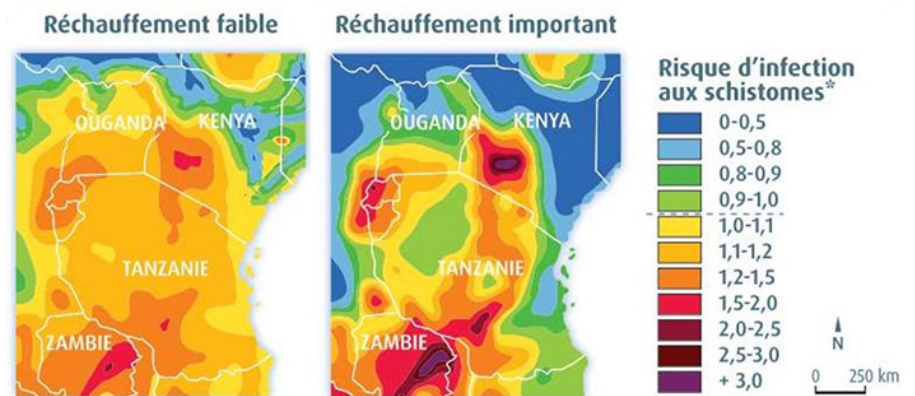 Réchauffement faible
Réchauffement important
OUGANDA
KENYA
TANZANIE
ZAMBIE
OUGANDA
KENYA
TANZANIE
ZAMBIE
Risque d'infection
aux schistomes*
0-0,5
0,5-0,8
0,8-0,9
0,9-1,0
1,0-1,1
1,1-1,2
1,2-1,5
1,5-2,0
2,0-2,5
2,5-3,0
+ 3,0
N
0 250 km